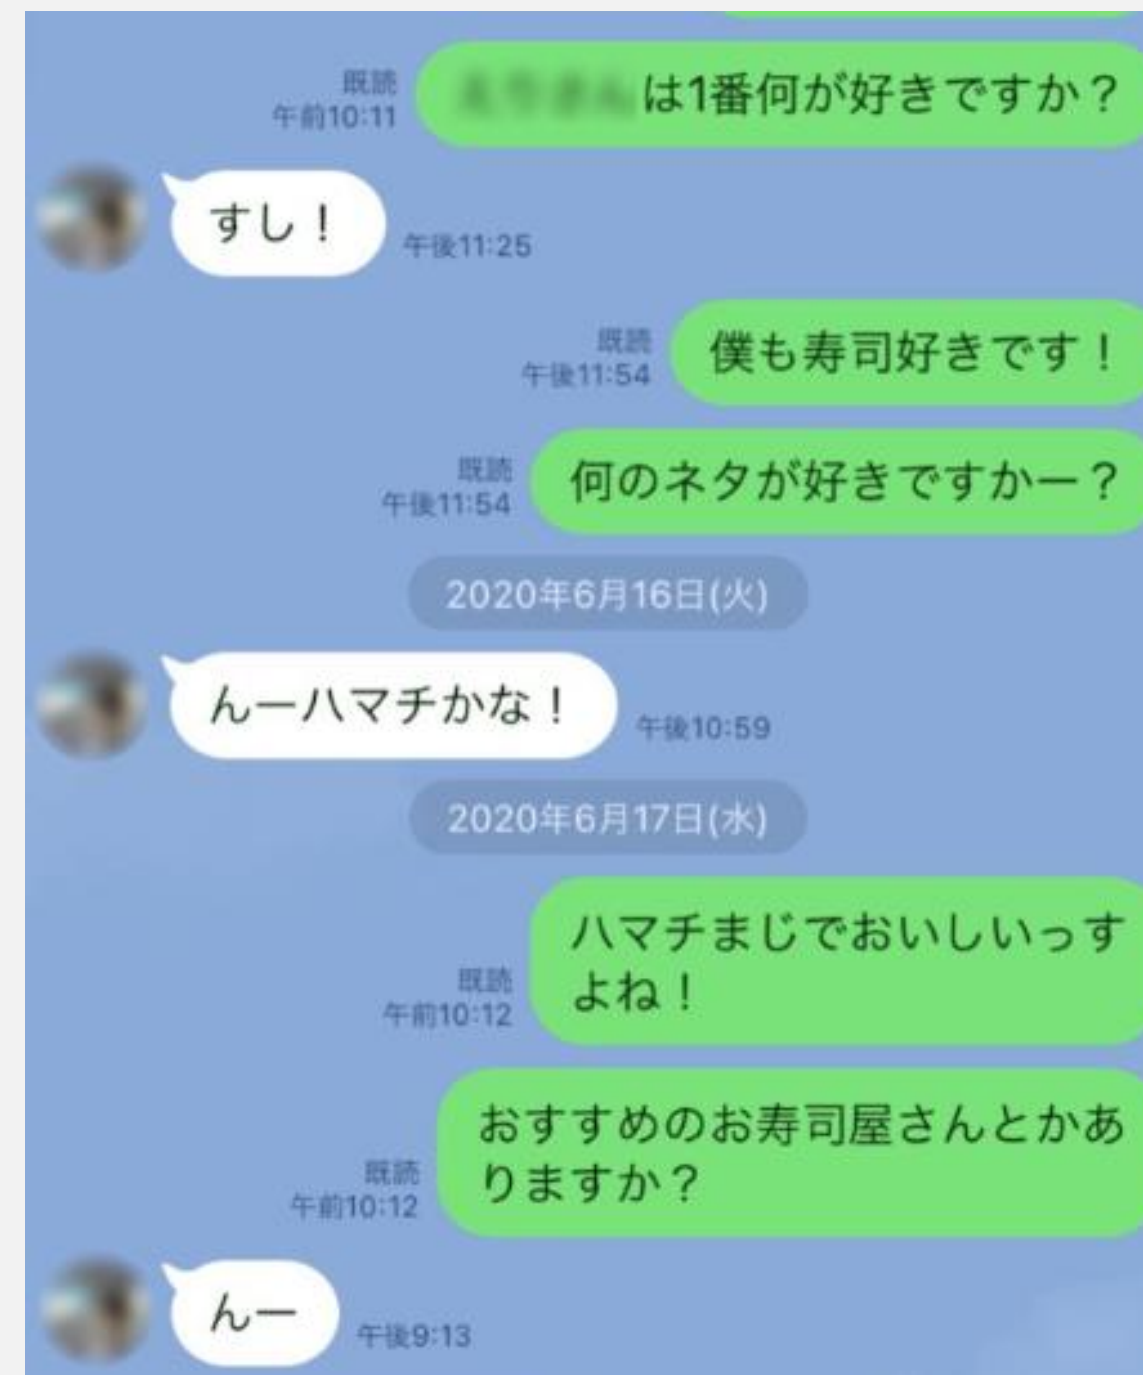 既読
午前10:11
は1番何が好きですか？
すし！
午後11:25
既読
午後11:54
僕も寿司好きです！
既読
午後11:54
何のネタが好きですかー？
2020年6月16日(火)
んーハマチかな！
午後10:59
2020年6月17日(水)
ハマチまじでおいしいっす
よね！
既読
午前10:12
おすすめのお寿司屋さんとかあ
りますか？
既読
午前10:12
んー
午後9:13